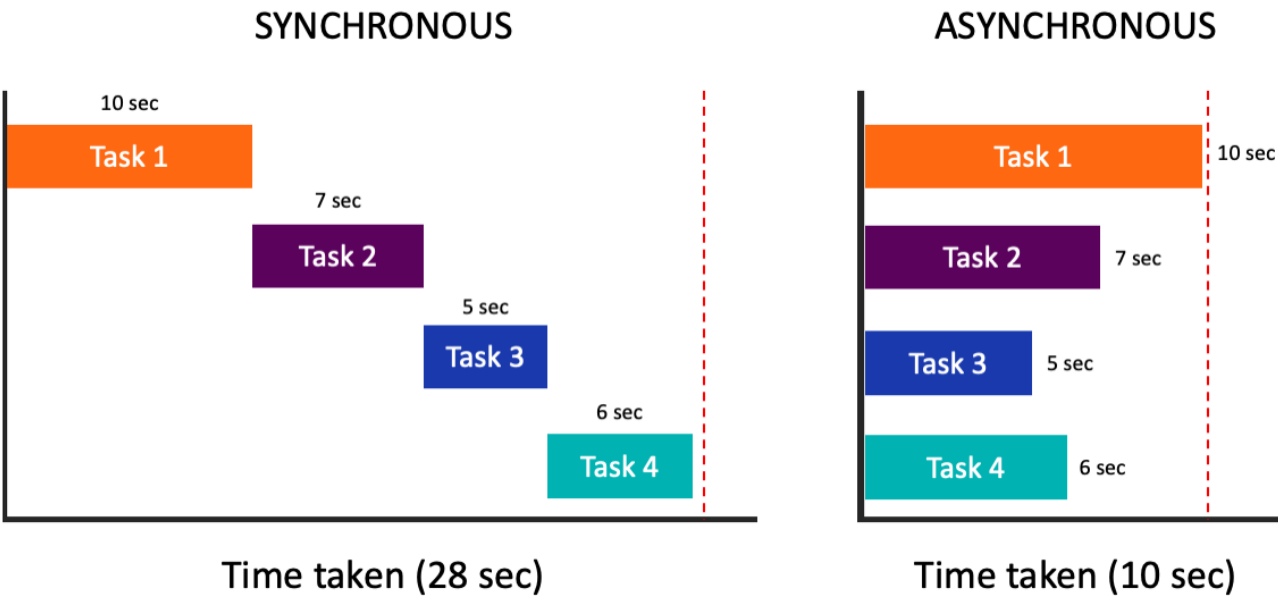 SYNCHRONOUS
10 sec
Task 1
7 sec
Task 2
5 sec
Task 3
6 sec
Task 4
Time taken (28 sec)
ASYNCHRONOUS
Task 1
10 sec
Task 2
7 sec
Task 3
5 sec
Task 4
6 sec
Time taken (10 sec)